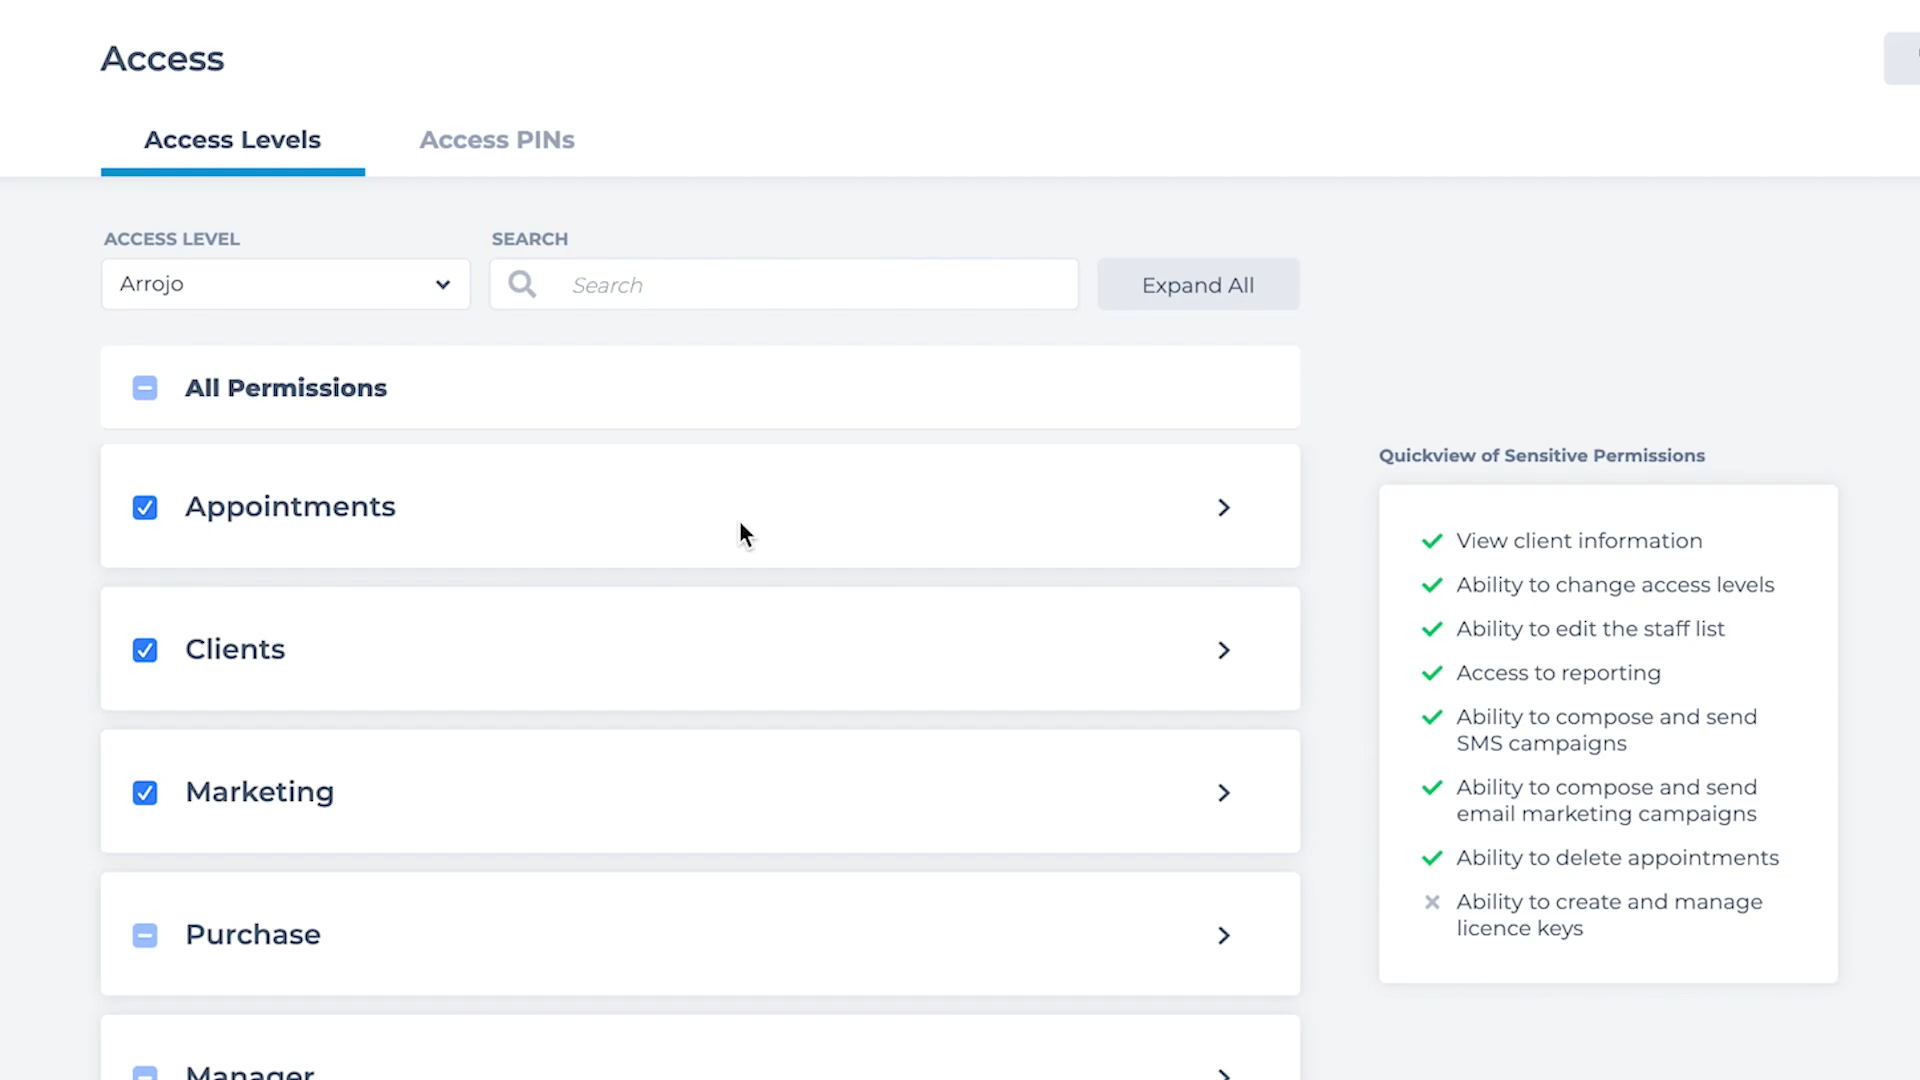 Access
Access Levels
Access PINs
ACCESS LEVEL
SEARCH
Arrojo
Search
Expand All
All Permissions
Appointments
Clients
Marketing
Purchase
Manager
Quickview of Sensitive Permissions
View client information
Ability to change access levels
Ability to edit the staff list
Access to reporting
Ability to compose and send
SMS campaigns
Ability to compose and send
email marketing campaigns
Ability to delete appointments
Ability to create and manage
licence keys